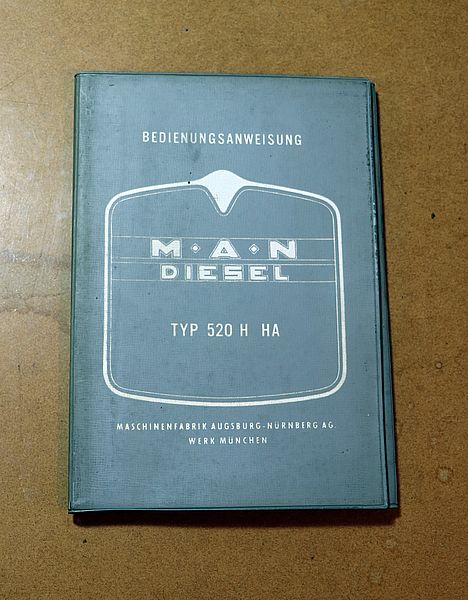 BEDIENUNGSANWEISUNG
M·A·N
DIESEL
TYP 520 H HA
MASCHINENFABRIK AUGSBURG-NÜRNBERG AG.
WERK MÜNCHEN